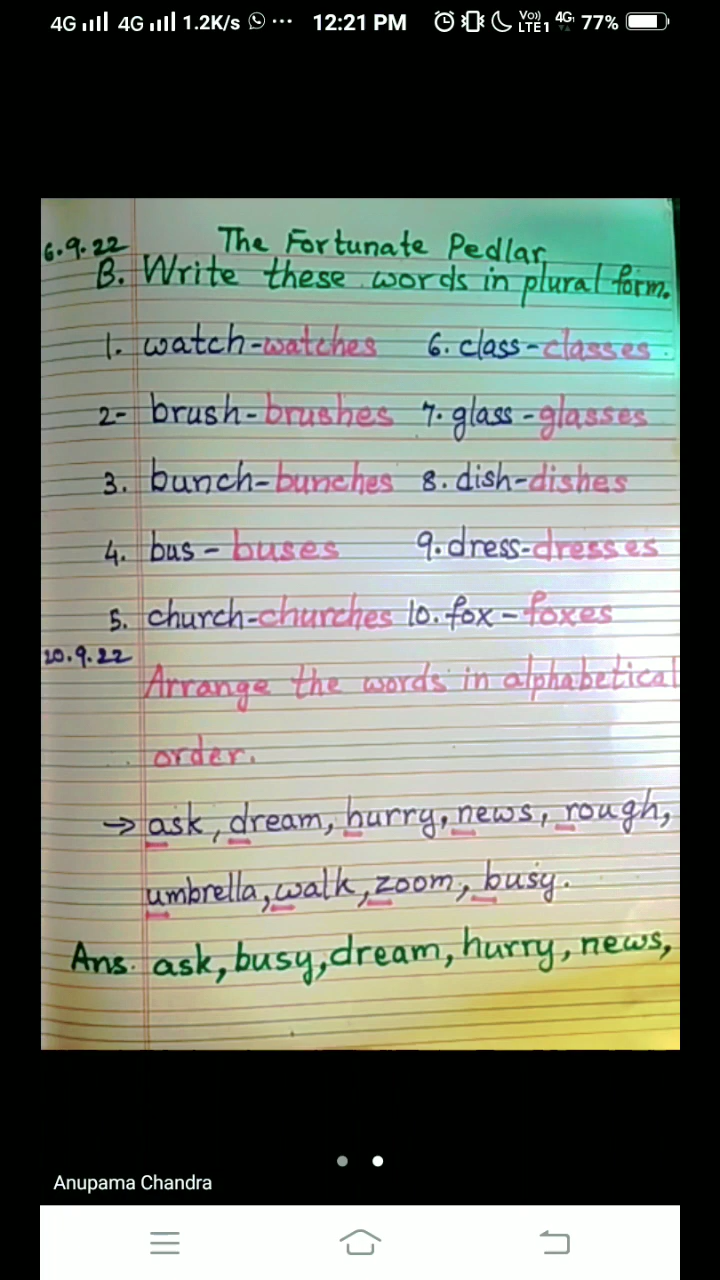 4G 4G 1.2K/s ... 12:21 PM Vo)) LTE1 4G 77%
6.9.22 The Fortunate Pedlar
B. Write these words in plural form.
1. watch-watches 6. class-classes.
2- brush-brushes 7. glass-glasses
3. bunch-bunches 8. dish-dishes
4. bus-buses 9. dress-dresses
5. church-churches 10. fox-foxes
10.9.22
Arrange the words in alphabetical
order.
→ ask, dream, hurry, news, rough,
umbrella, walk, zoom, busy.
Ans. ask, busy, dream, hurry, news,
Anupama Chandra